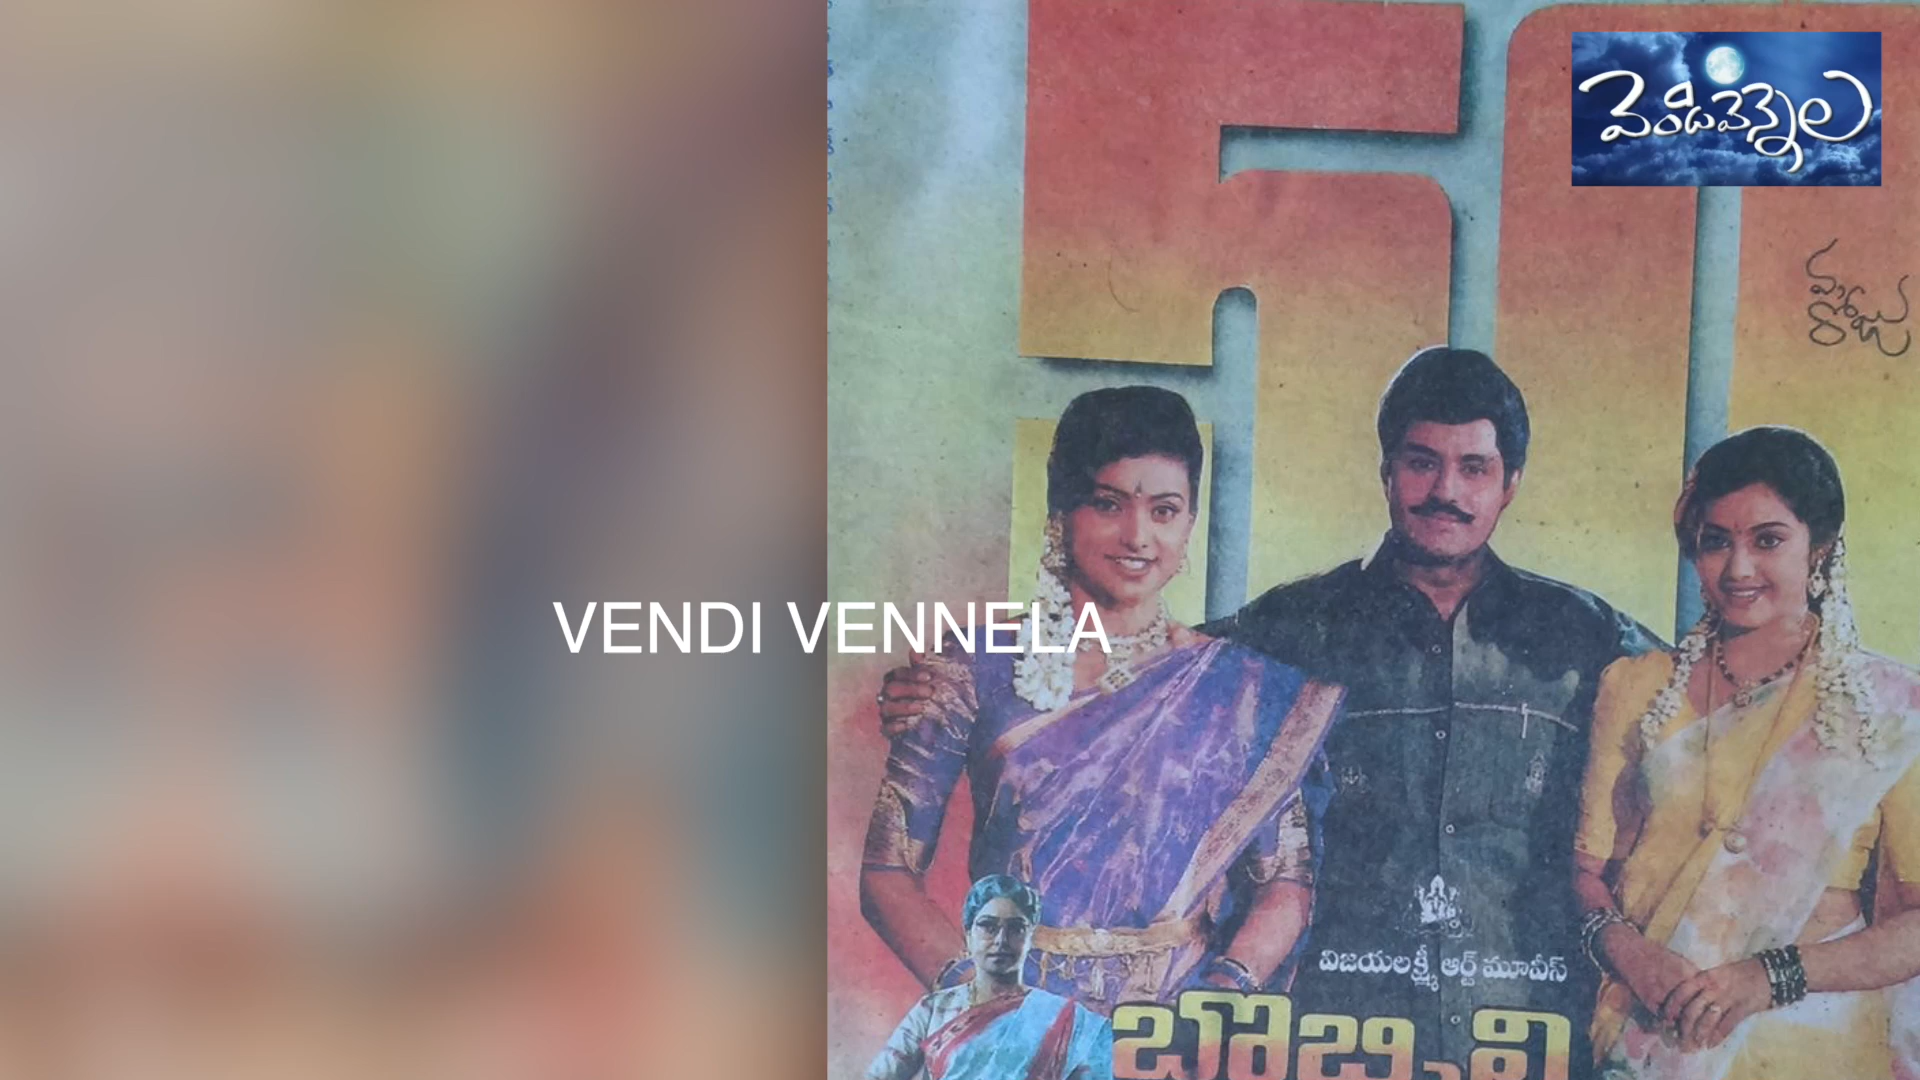 50
వెండివెన్నెల
వ
రోజు
VENDI VENNELA
విజయలక్ష్మీ ఆర్ట్ మూవీస్
బొబ్బిలి